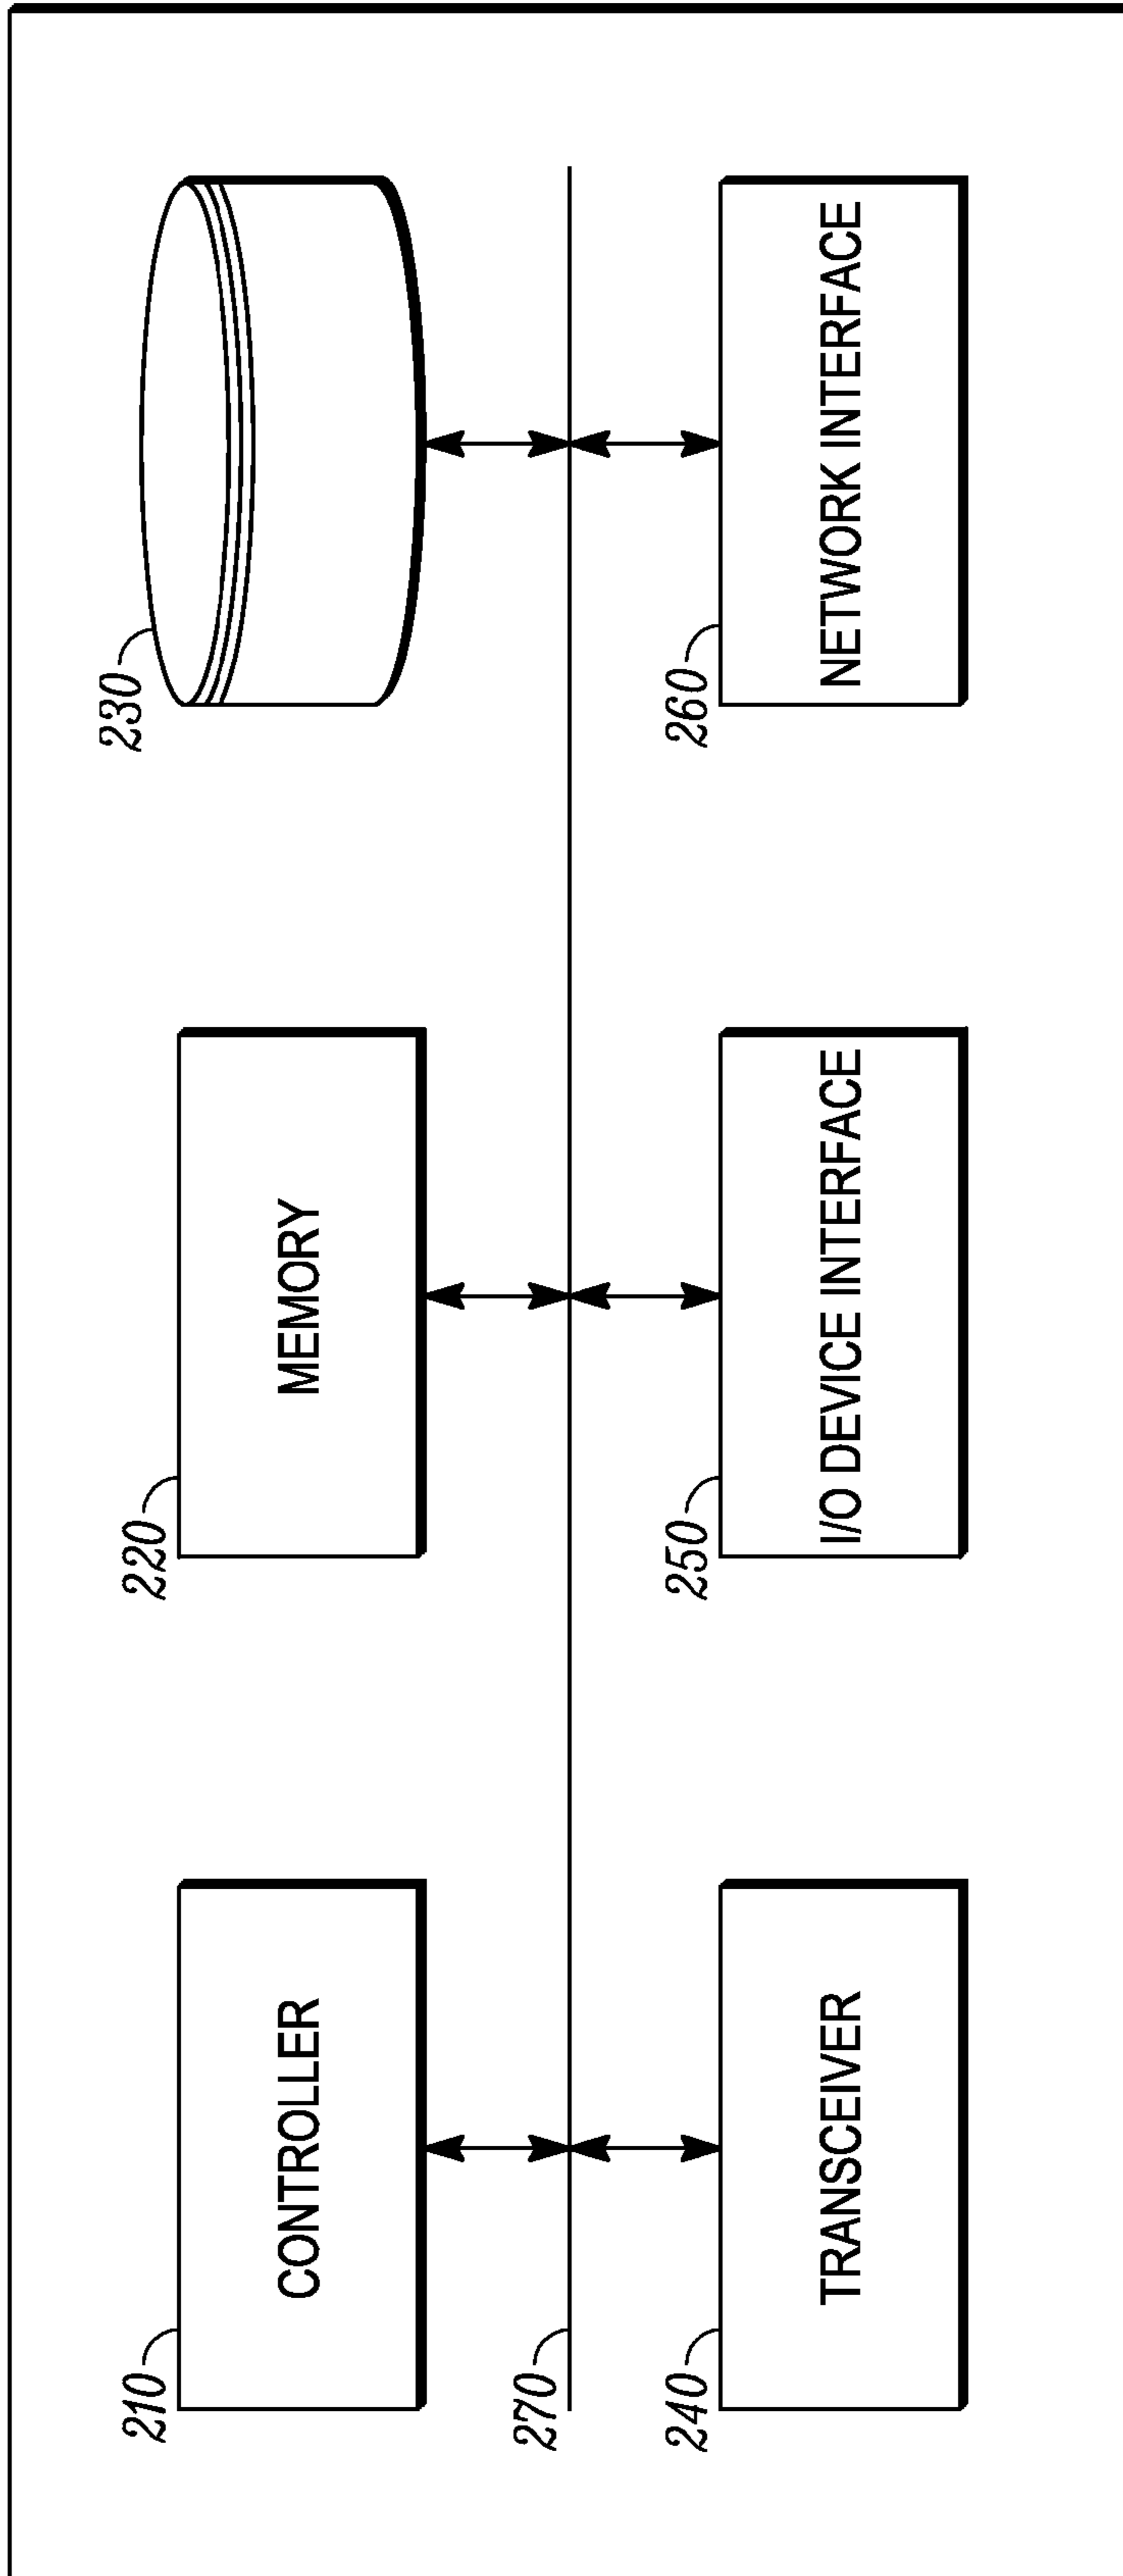 210
CONTROLLER
220
MEMORY
230
270
240
TRANSCEIVER
250
I/O DEVICE INTERFACE
260
NETWORK INTERFACE